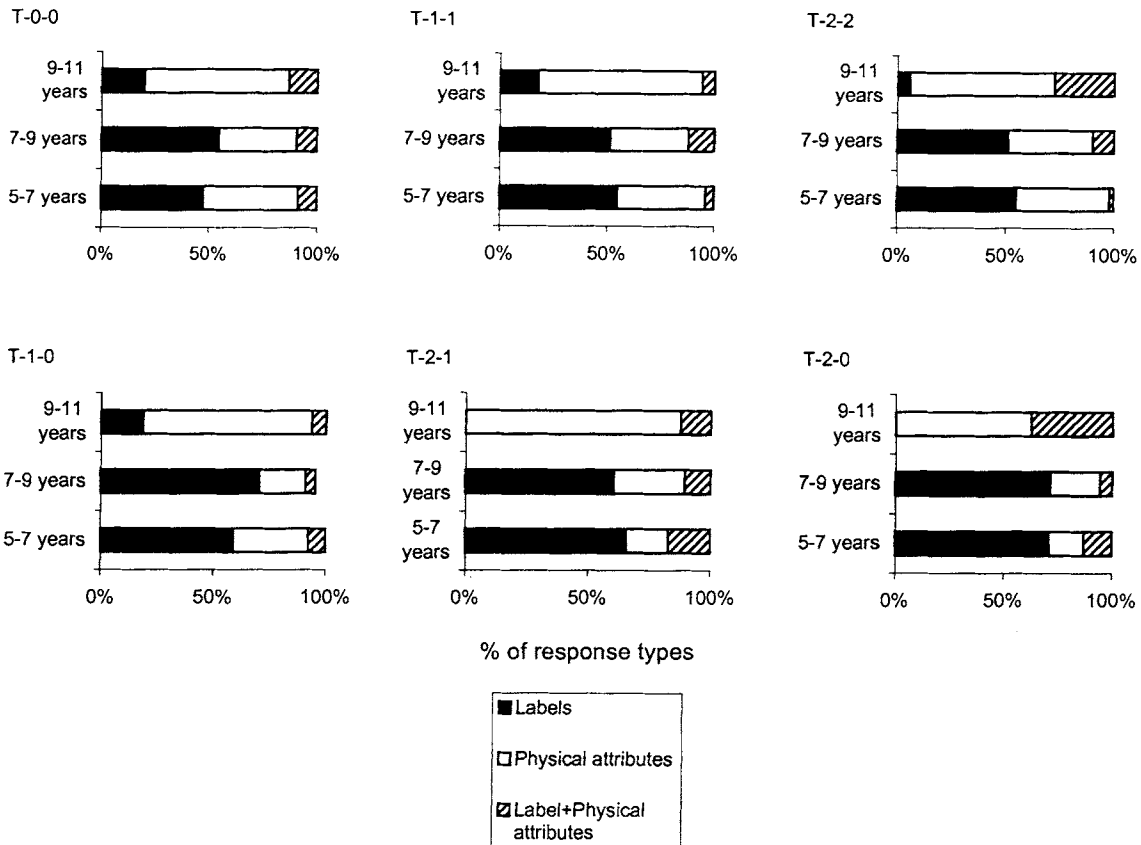 T-0-0
9-11
years
7-9 years
5-7 years
0%
50%
100%
T-1-1
9-11
years
7-9 years
5-7 years
0%
50%
100%
T-2-2
9-11
years
7-9 years
5-7 years
0%
50%
100%
T-1-0
9-11
years
7-9 years
5-7 years
0%
50%
100%
T-2-1
9-11
years
7-9
years
5-7
years
0%
50%
100%
T-2-0
9-11
years
7-9 years
5-7 years
0%
50%
100%
% of response types
Labels
Physical attributes
Label+Physical
attributes